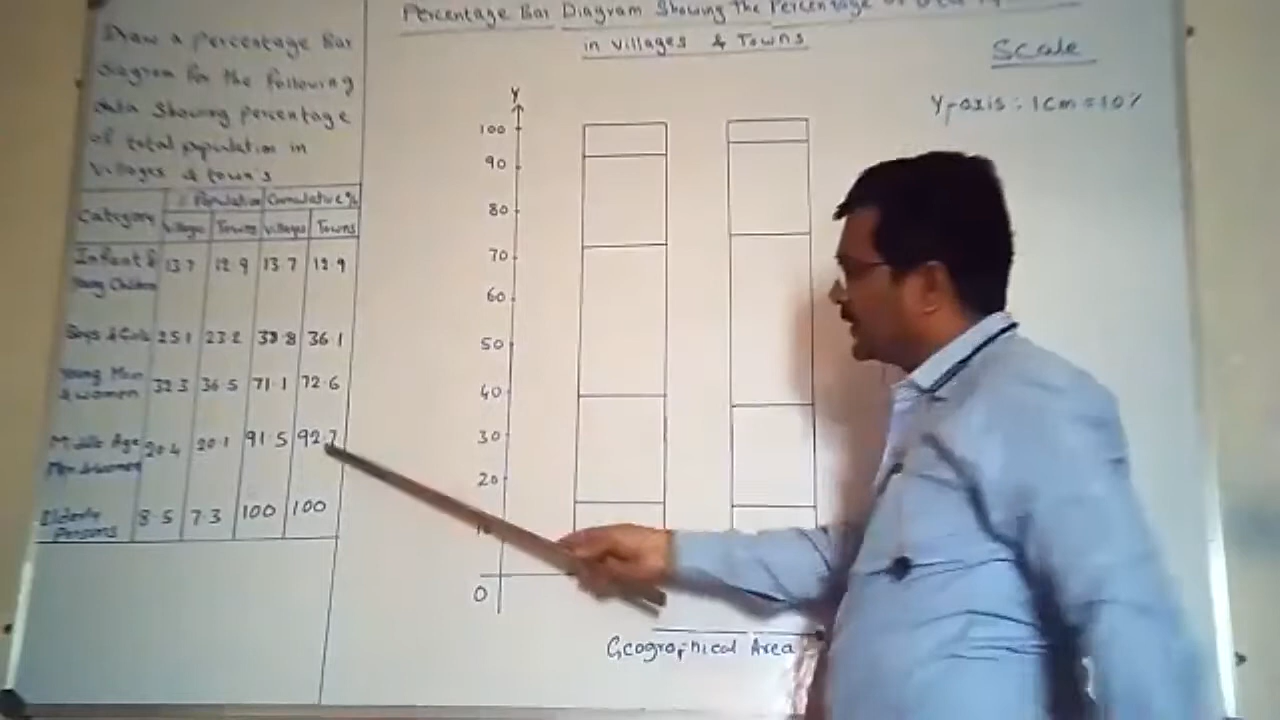 Percentage Bar Diagram Showing The Percentage
in Villages & Towns
Scale
Y-axis : 1 cm = 10%
Draw a percentage Bar
diagram for the following
data showing percentage
of total population in
Villages & town's
Category Population Cumulative %
Villages Towns Villages Towns
Infant &
Young Children 13.7 12.9 13.7 12.9
Boys & Girls 25.1 23.2 38.8 36.1
Young Men
& women 32.3 36.5 71.1 72.6
Middle Age
Men & women 20.4 20.1 91.5 92.7
Elderly
Persons 8.5 7.3 100 100
Y
100
90
80
70
60
50
40
30
20
0
Geographical Area